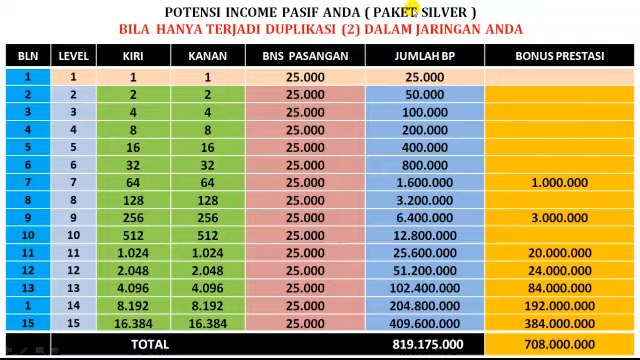 POTENSI INCOME PASIF ANDA ( PAKET SILVER )
BILA HANYA TERJADI DUPLIKASI (2) DALAM JARINGAN ANDA
BLN LEVEL KIRI KANAN BNS PASANGAN JUMLAH BP BONUS PRESTASI
1 1 1 1 25.000 25.000
2 2 2 2 25.000 50.000
3 3 4 4 25.000 100.000
4 4 8 8 25.000 200.000
5 5 16 16 25.000 400.000
6 6 32 32 25.000 800.000
7 7 64 64 25.000 1.600.000 1.000.000
8 8 128 128 25.000 3.200.000
9 9 256 256 25.000 6.400.000 3.000.000
10 10 512 512 25.000 12.800.000
11 11 1.024 1.024 25.000 25.600.000 20.000.000
12 12 2.048 2.048 25.000 51.200.000 24.000.000
13 13 4.096 4.096 25.000 102.400.000 84.000.000
1 14 8.192 8.192 25.000 204.800.000 192.000.000
15 15 16.384 16.384 25.000 409.600.000 384.000.000
TOTAL 819.175.000 708.000.000